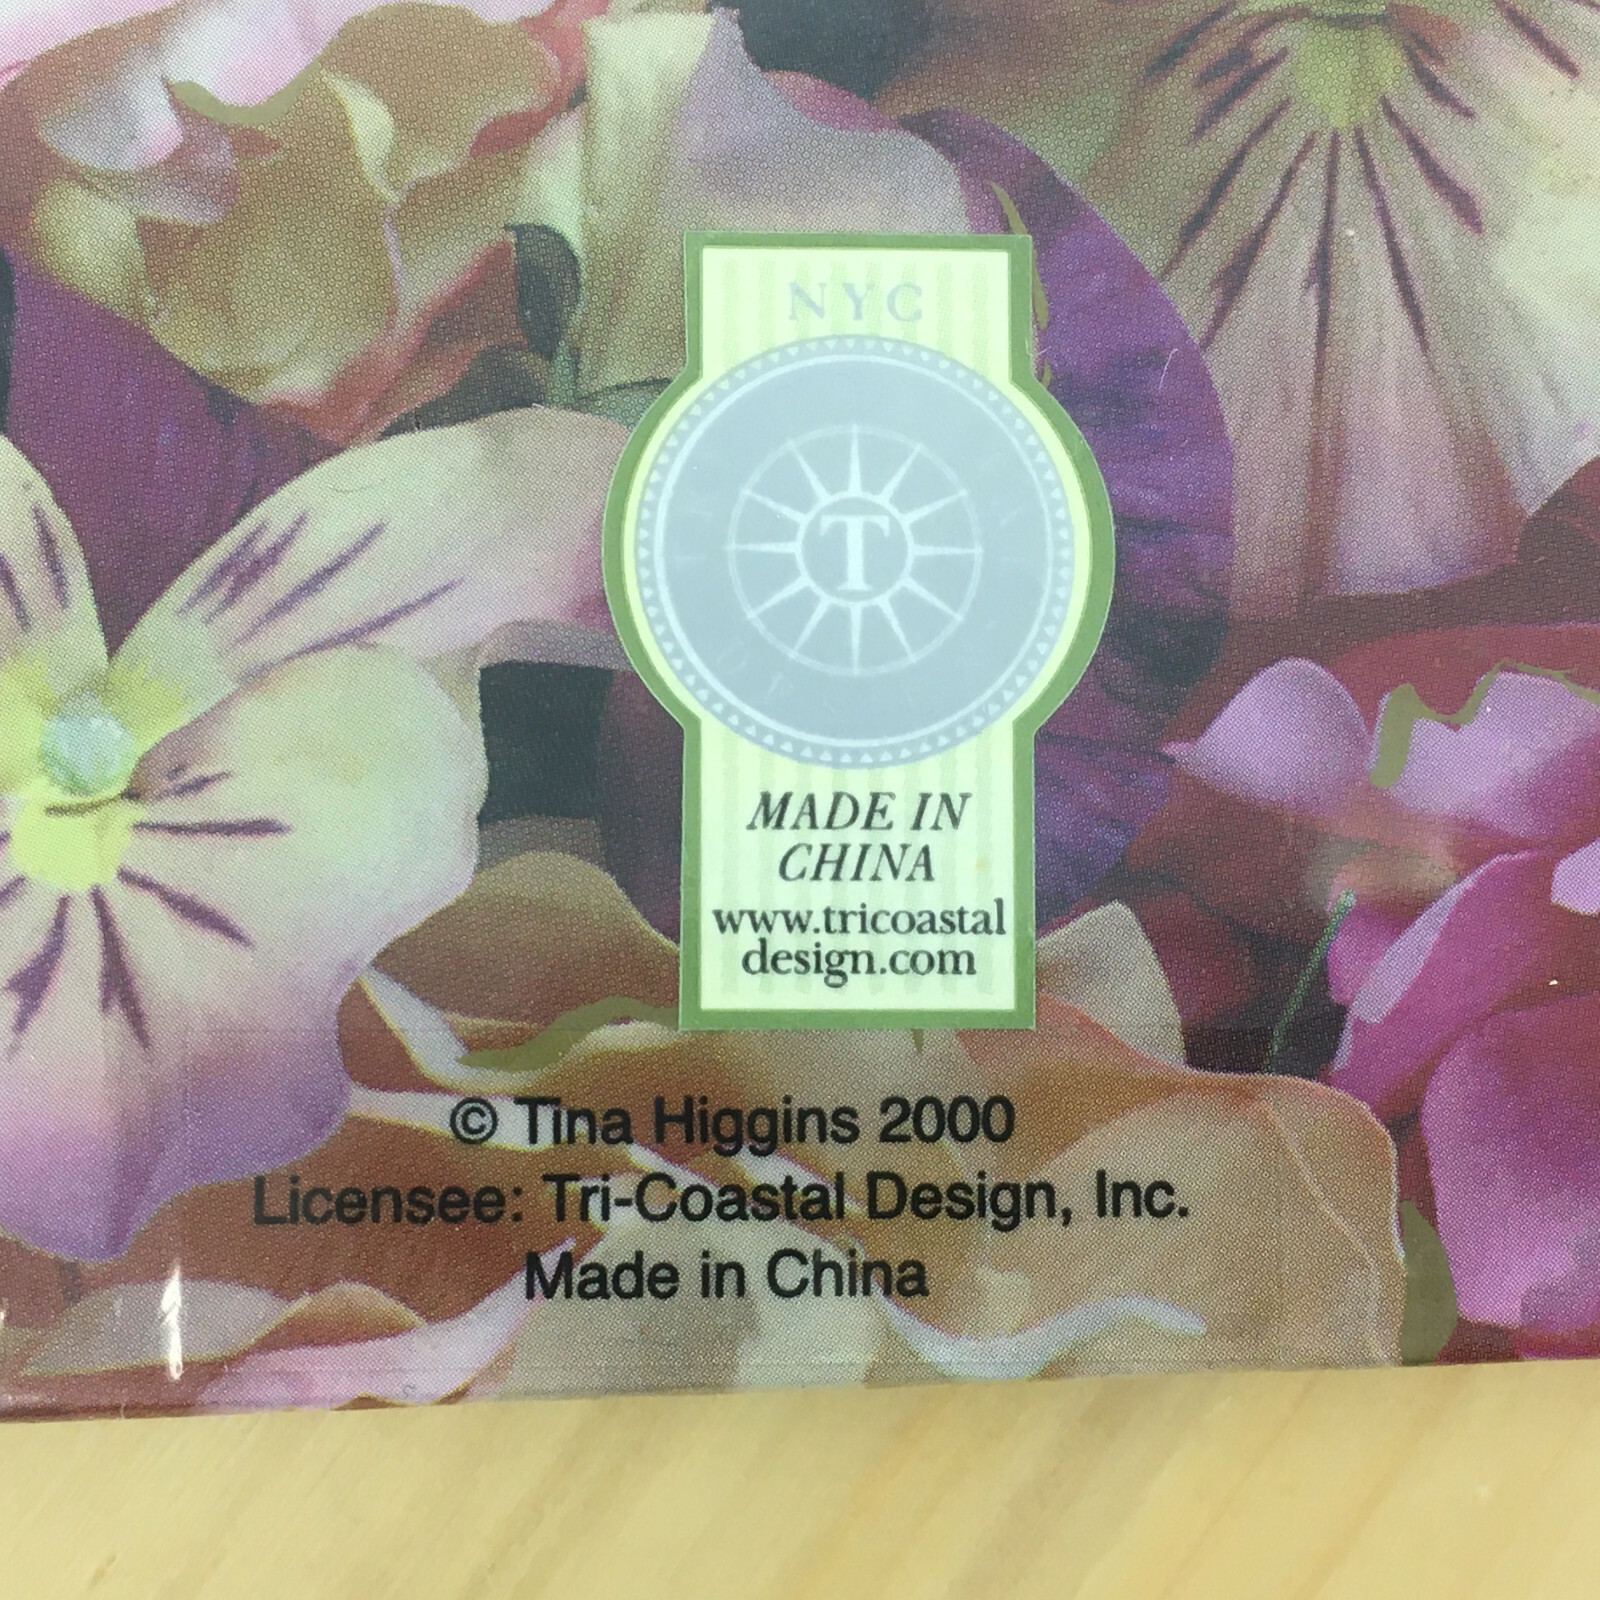 NYC
T
MADE IN
CHINA
www.tricoastal
design.com
© Tina Higgins 2000
Licensee: Tri-Coastal Design, Inc.
Made in China